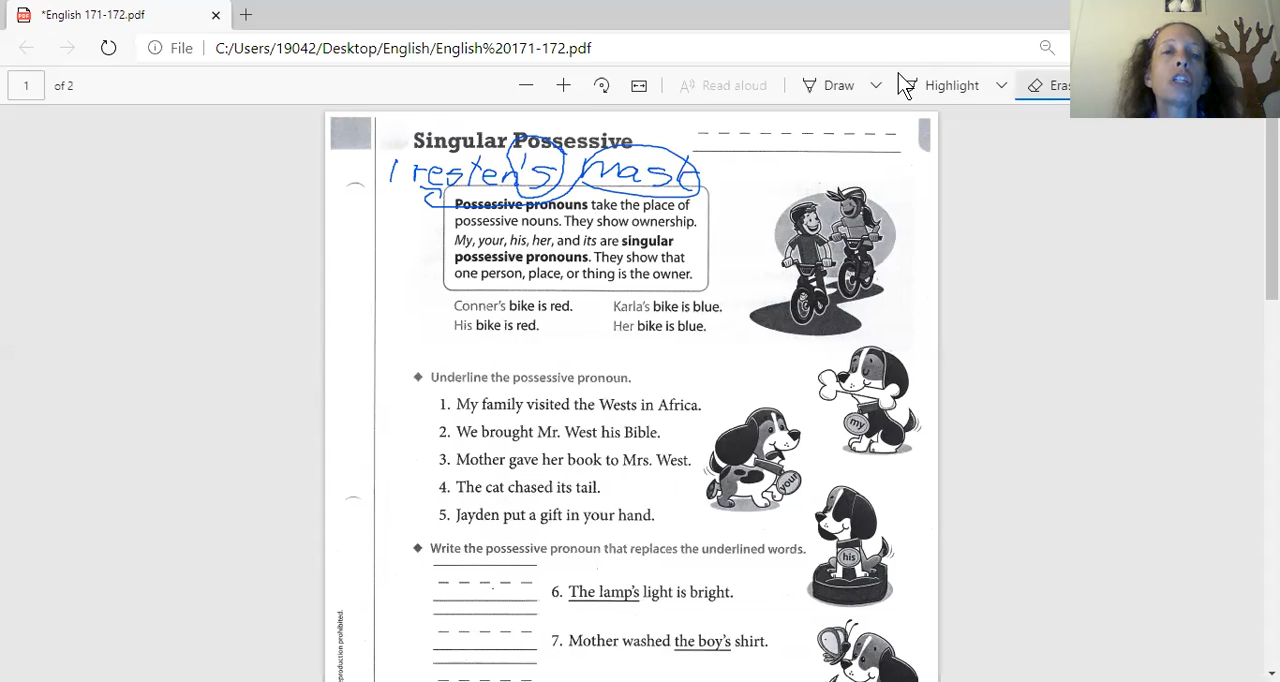 *English 171-172.pdf
File C:/Users/19042/Desktop/English/English%20171-172.pdf
1 of 2 Read aloud Draw Highlight Eras
Singular Possessive
Tresten's mask
Possessive pronouns take the place of
possessive nouns. They show ownership.
My, your, his, her, and its are singular
possessive pronouns. They show that
one person, place, or thing is the owner.
Conner's bike is red. Karla's bike is blue.
His bike is red. Her bike is blue.
Underline the possessive pronoun.
1. My family visited the Wests in Africa.
my
2. We brought Mr. West his Bible.
3. Mother gave her book to Mrs. West.
your
4. The cat chased its tail.
5. Jayden put a gift in your hand.
Write the possessive pronoun that replaces the underlined words.
his
6. The lamp's light is bright.
7. Mother washed the boy's shirt.
reproduction prohibited.